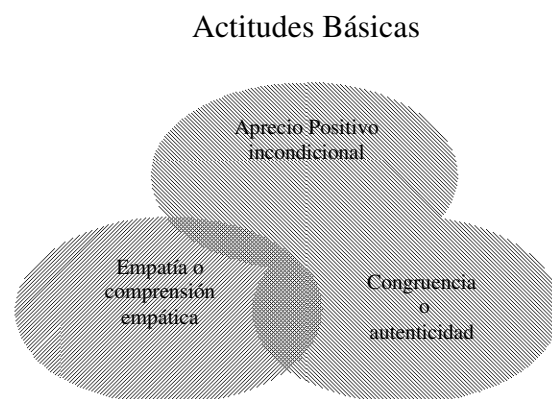 Actitudes Básicas
Aprecio Positivo
incondicional
Empatía o
comprensión
empática
Congruencia
o
autenticidad